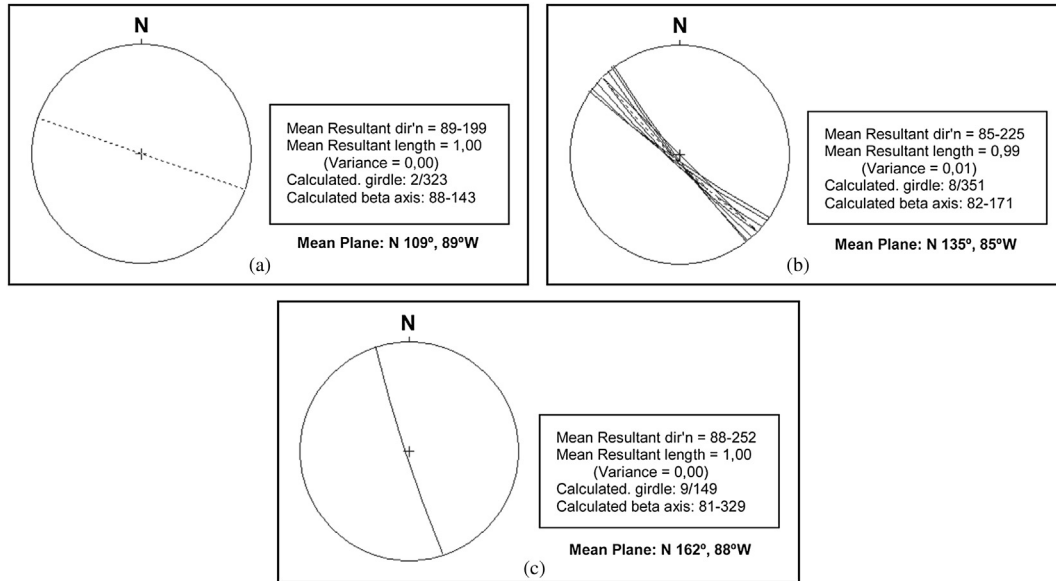 N
Mean Resultant dir'n = 89-199
Mean Resultant length = 1,00
(Variance = 0,00)
Calculated. girdle: 2/323
Calculated beta axis: 88-143
Mean Plane: N 109º, 89ºW
(a)
N
Mean Resultant dir'n = 85-225
Mean Resultant length = 0,99
(Variance = 0,01)
Calculated. girdle: 8/351
Calculated beta axis: 82-171
Mean Plane: N 135º, 85ºW
(b)
N
Mean Resultant dir'n = 88-252
Mean Resultant length = 1,00
(Variance = 0,00)
Calculated. girdle: 9/149
Calculated beta axis: 81-329
Mean Plane: N 162º, 88ºW
(c)